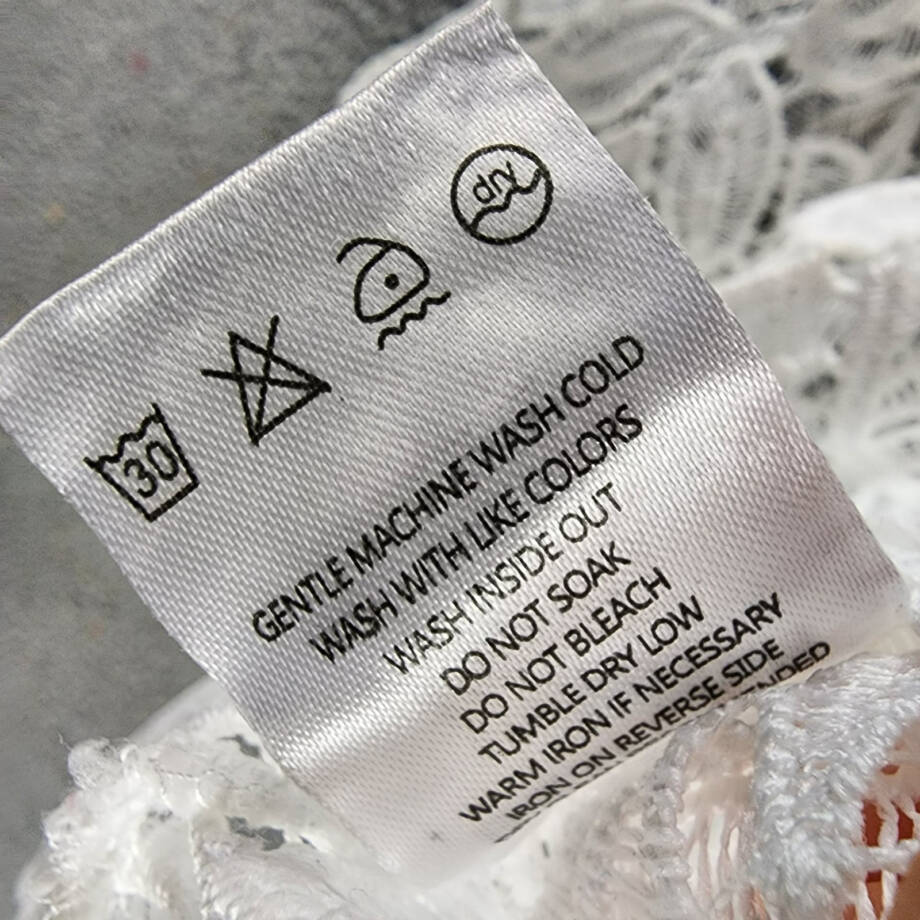 30
dry
GENTLE MACHINE WASH COLD
WASH WITH LIKE COLORS
WASH INSIDE OUT
DO NOT SOAK
DO NOT BLEACH
TUMBLE DRY LOW
WARM IRON IF NECESSARY
IRON ON REVERSE SIDE